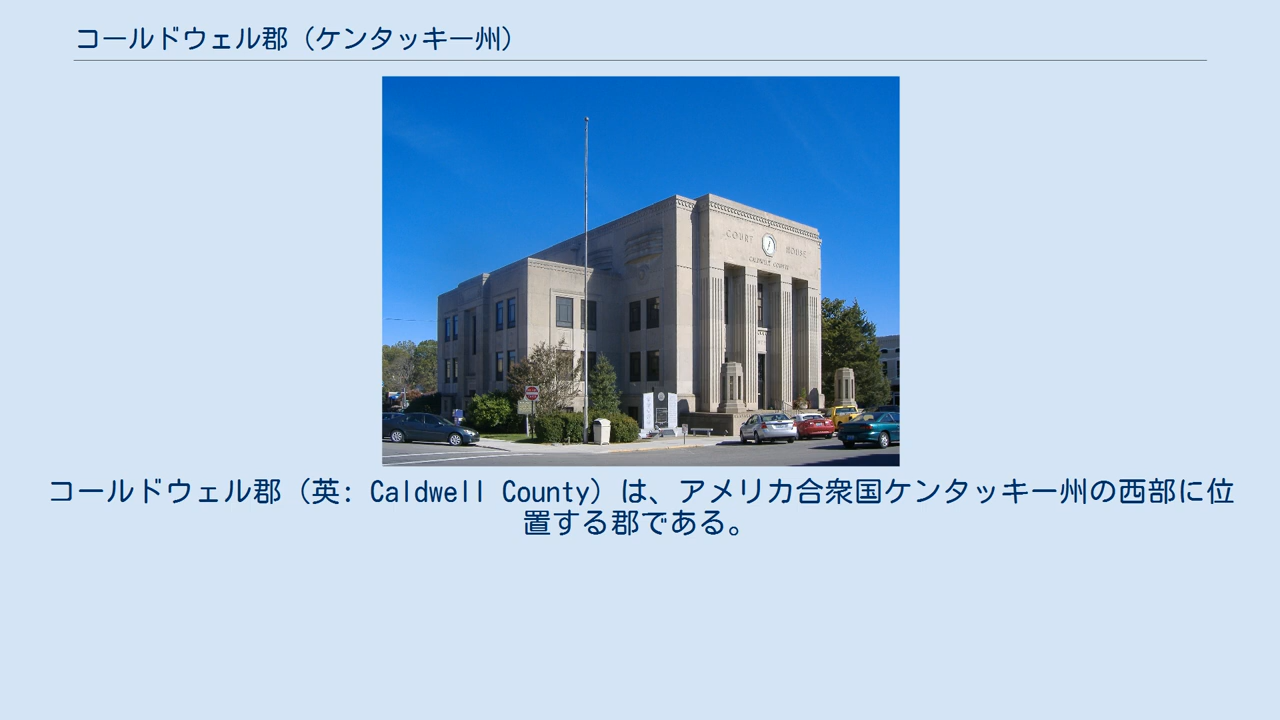 コールドウェル郡（ケンタッキー州）
COURT HOUSE
CALDWELL COUNTY
コールドウェル郡（英: Caldwell County）は、アメリカ合衆国ケンタッキー州の西部に位
置する郡である。